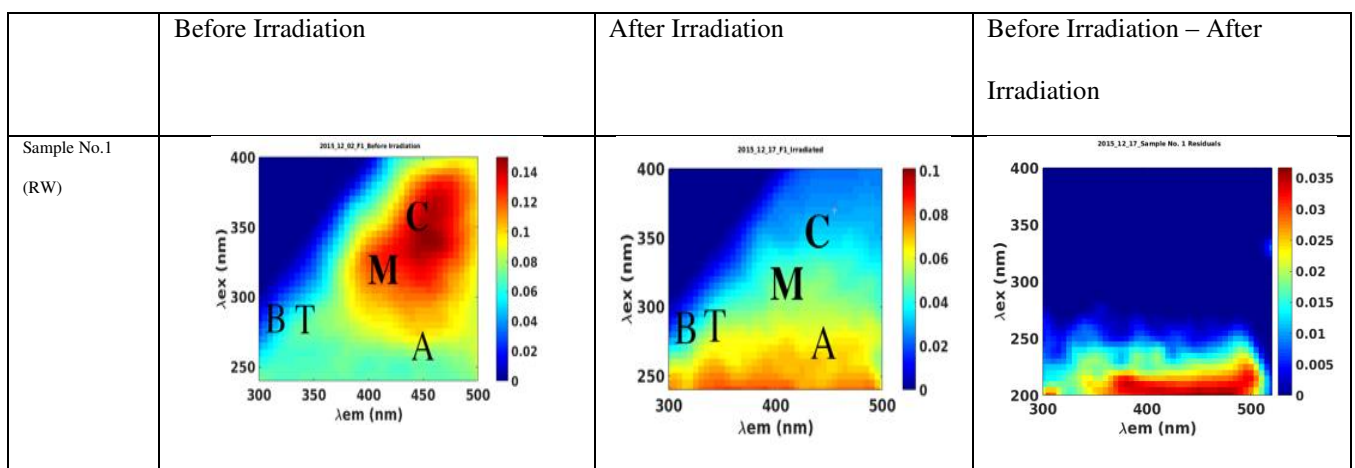 Before Irradiation
After Irradiation
Before Irradiation – After
Irradiation
Sample No.1
(RW)
2015_12_02_F1_Before Irradiation
400
350
300
250
λex (nm)
300 350 400 450 500
λem (nm)
0.14
0.12
0.1
0.08
0.06
0.04
0.02
0
C
M
B T
A
2015_12_17_F1_Irradiated
400
350
300
250
λex (nm)
300 400 500
λem (nm)
0.1
0.08
0.06
0.04
0.02
0
C
M
B T
A
2015_12_17_Sample No. 1 Residuals
400
350
300
250
200
λex (nm)
300 400 500
λem (nm)
0.035
0.03
0.025
0.02
0.015
0.01
0.005
0